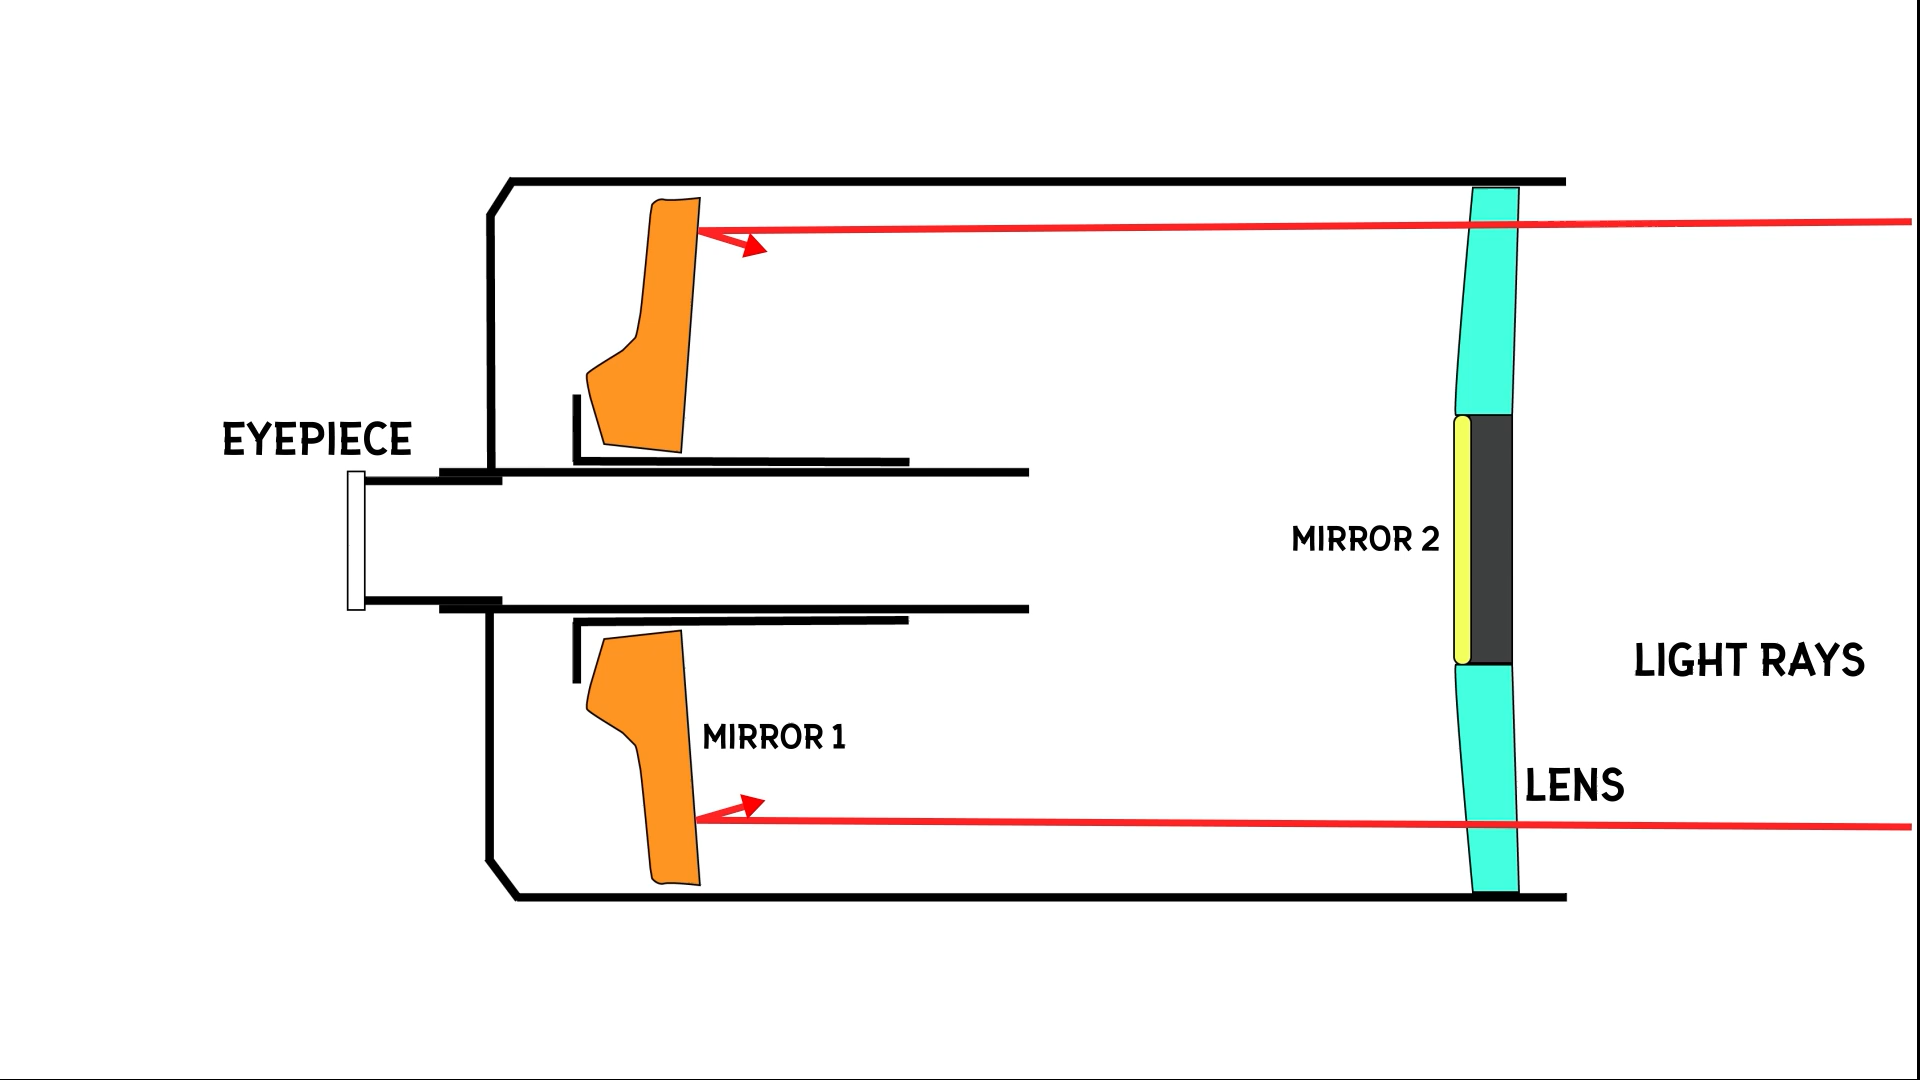 EYEPIECE
MIRROR 2
LIGHT RAYS
MIRROR 1
LENS